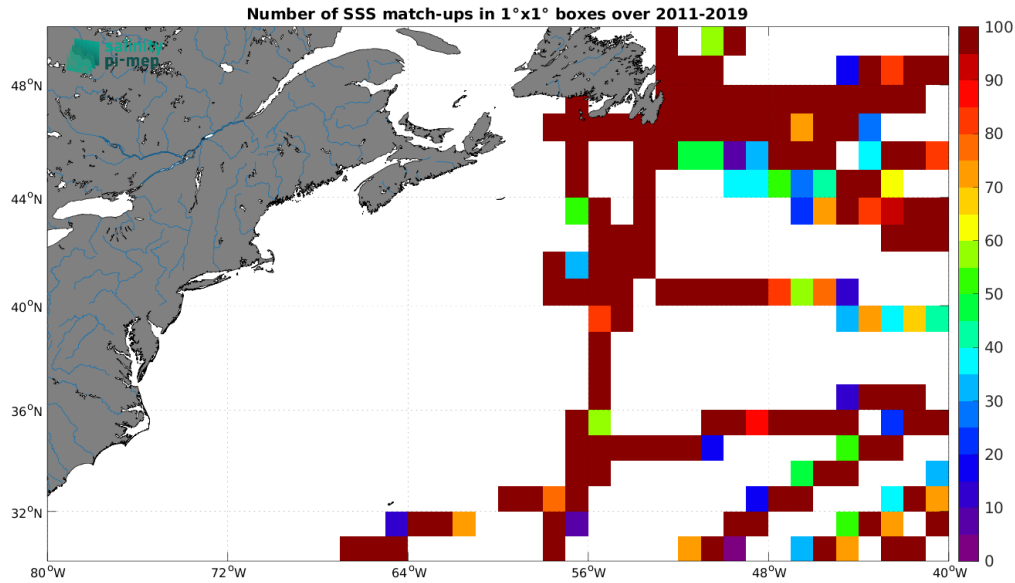 Number of SSS match-ups in 1°x1° boxes over 2011-2019
salinity
pi-mep
48°N
44°N
40°N
36°N
32°N
80°W
72°W
64°W
56°W
48°W
40°W
100
90
80
70
60
50
40
30
20
10
0